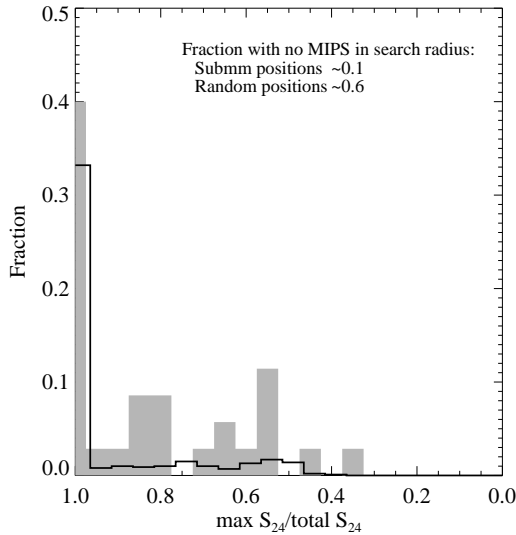 0.5
Fraction with no MIPS in search radius:
Submm positions ~0.1
Random positions ~0.6
0.4
0.3
0.2
0.1
0.0
Fraction
1.0 0.8 0.6 0.4 0.2 0.0
max S24/total S24